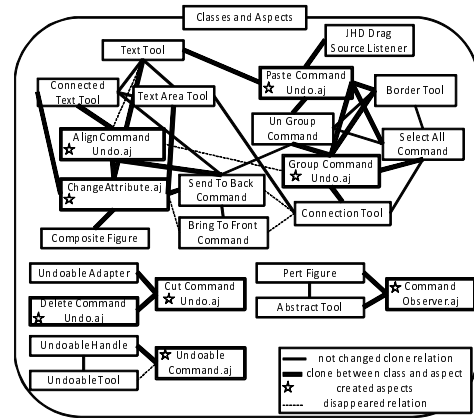 Classes and Aspects
Text Tool
JHD Drag
Source Listener
Connected
Text Tool
Text Area Tool
Paste Command
Undo.aj
Border Tool
Align Command
Undo.aj
Un Group
Command
Select All
Command
ChangeAttribute.aj
Send To Back
Command
Group Command
Undo.aj
Composite Figure
Bring To Front
Command
Connection Tool
Undoable Adapter
Cut Command
Undo.aj
Delete Command
Undo.aj
Pert Figure
Command
Observer.aj
Abstract Tool
UndoableHandle
Undoable
Command.aj
UndoableTool
not changed clone relation
clone between class and aspect
created aspects
disappeared relation